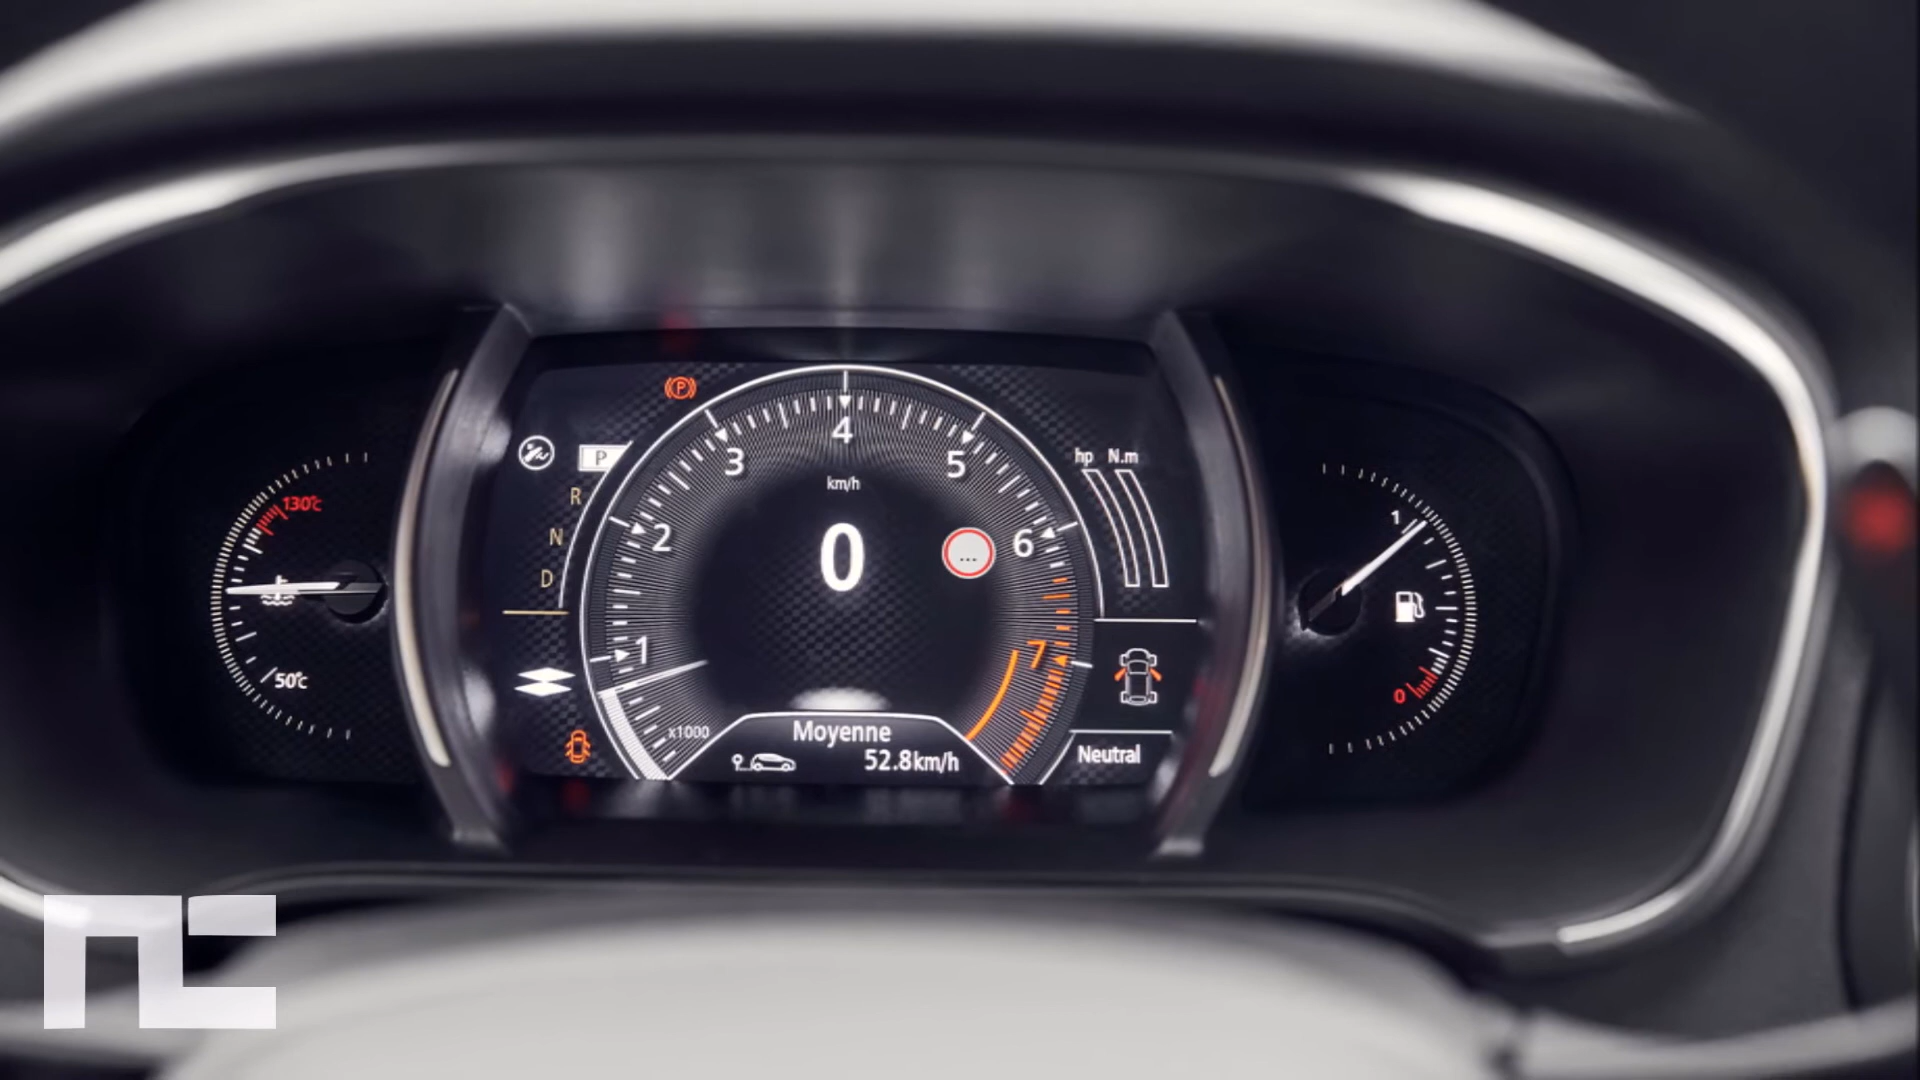 (P)
4
3
5
hp N.m
P
km/h
130°c
R
1
2
0
6
...
N
D
1
7
50°c
0
x1000
Moyenne
Neutral
52.8km/h